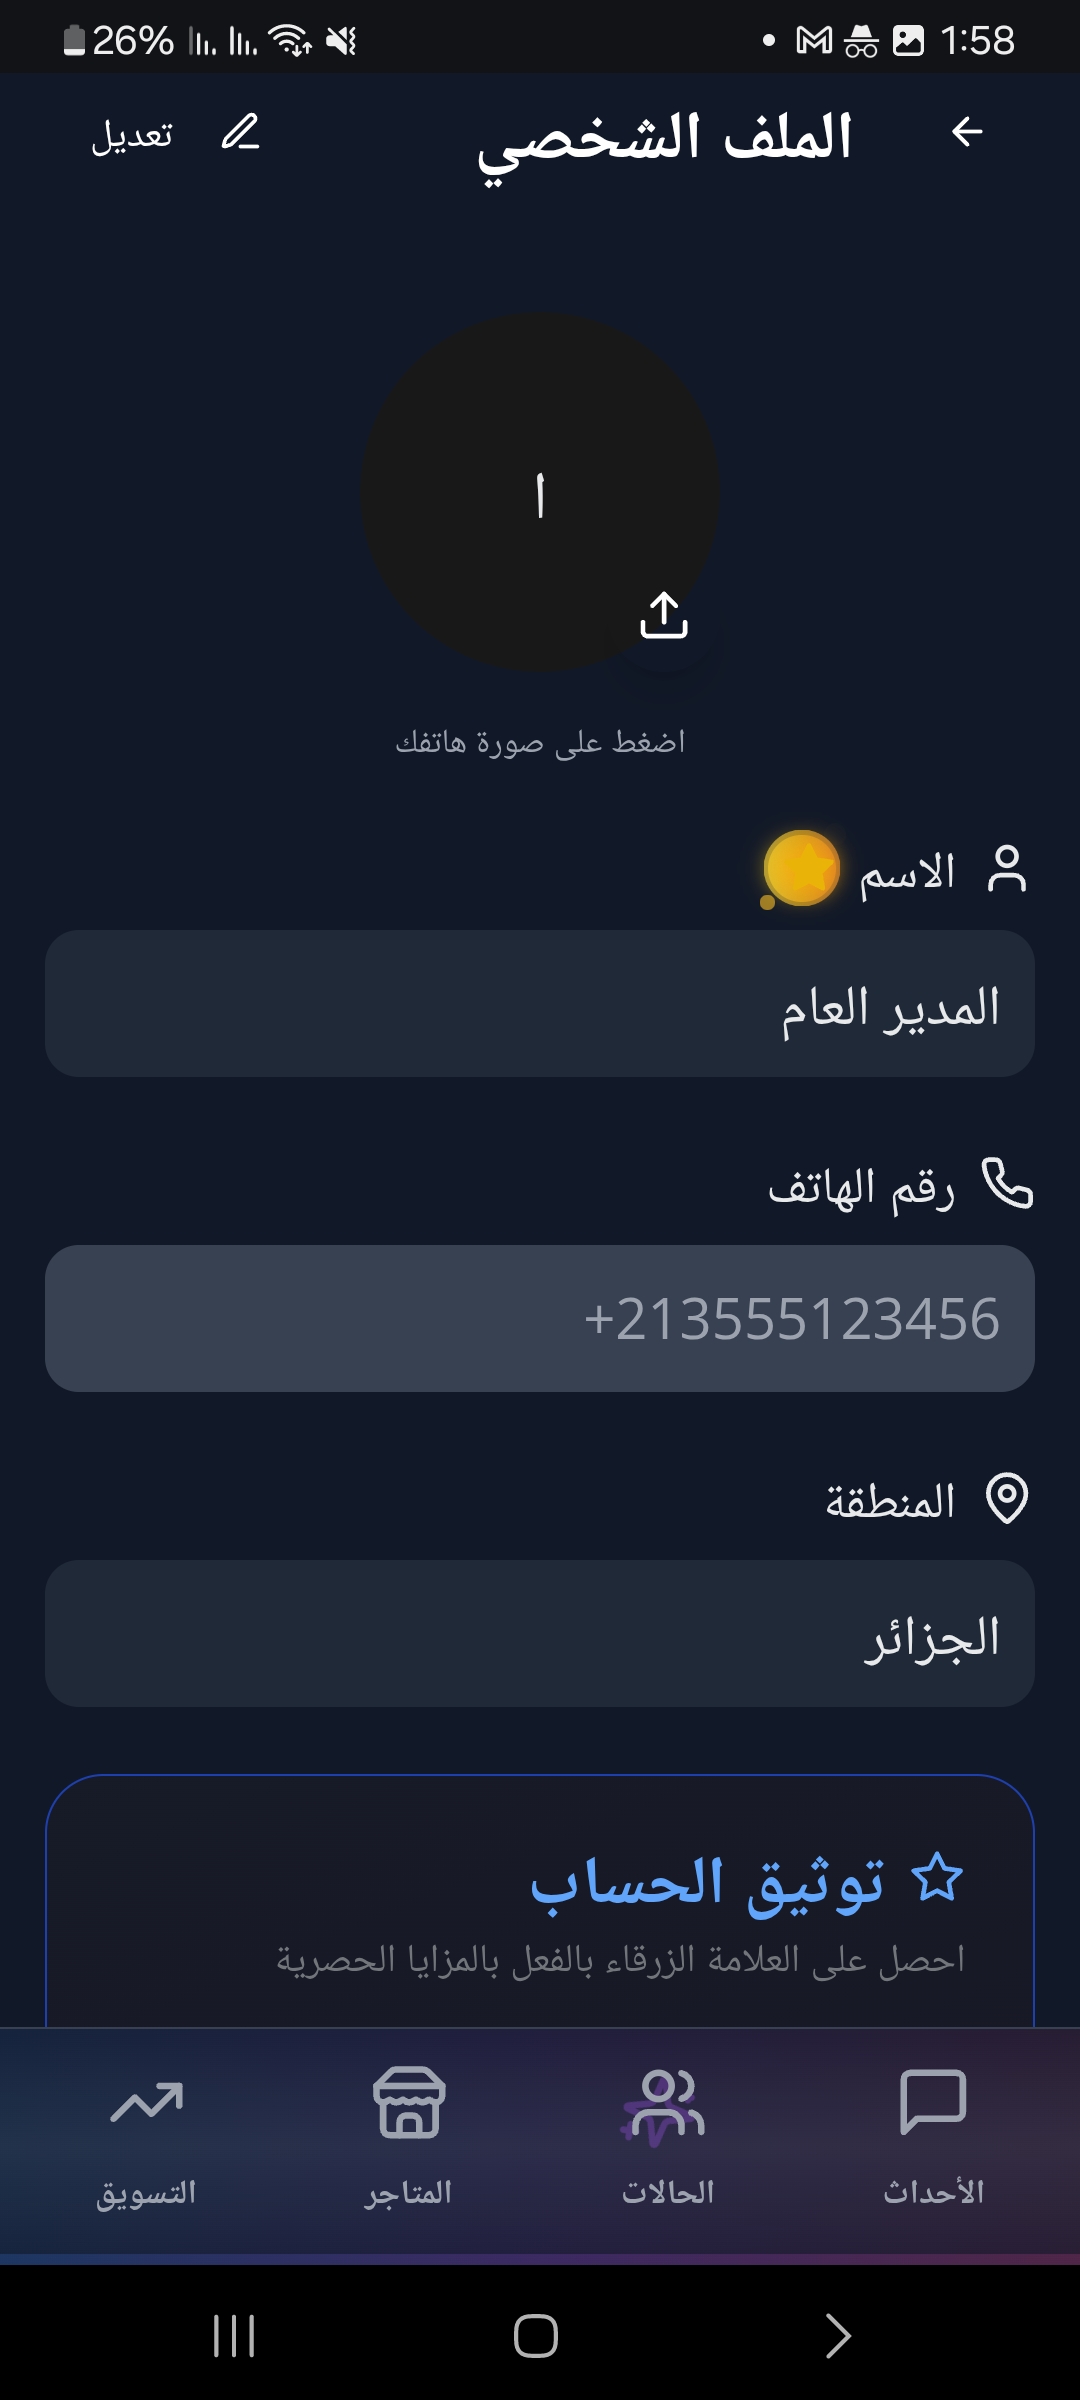 26%
1:58
الملف الشخصي
تعديل
ا
اضغط على صورة هاتفك
الاسم
المدير العام
رقم الهاتف
+213555123456
المنطقة
الجزائر
توثيق الحساب
احصل على العلامة الزرقاء بالفعل بالمزايا الحصرية
الأحداث
الحالات
المتاجر
التسويق